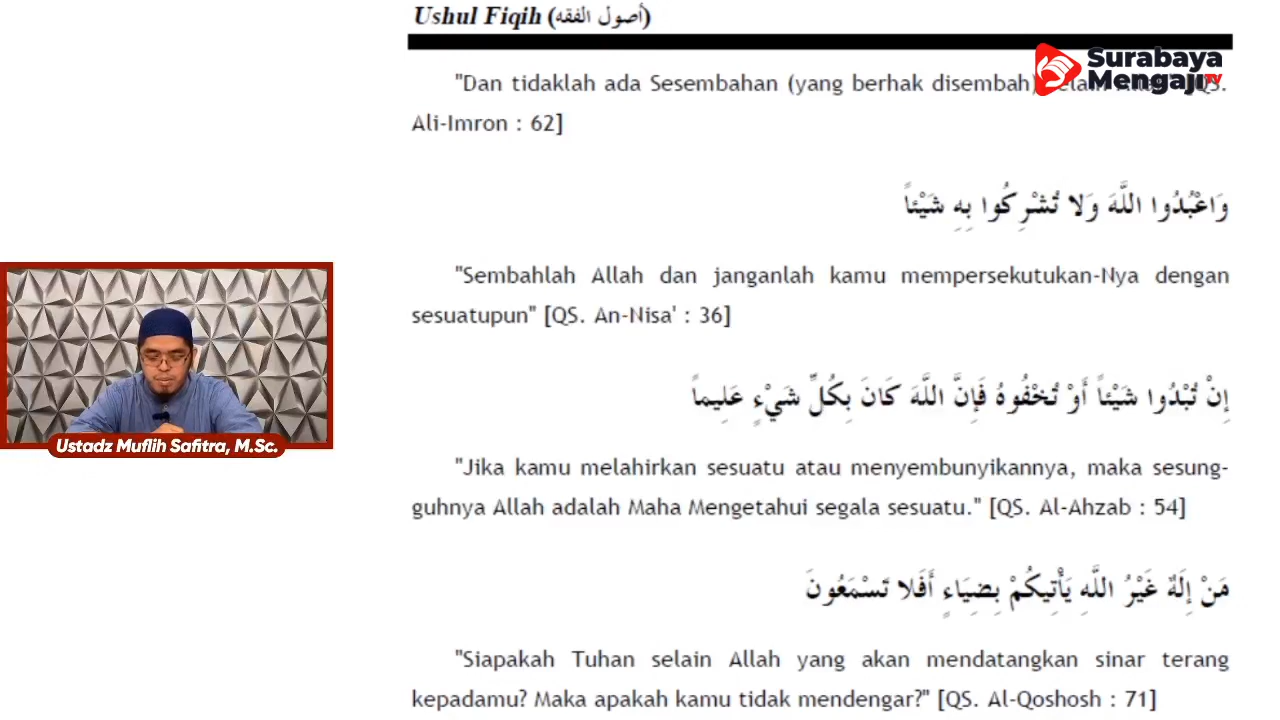 Ushul Fiqih (أصول الفقه)
Surabaya
Mengaji TV
"Dan tidaklah ada Sesembahan (yang berhak disembah)
Ali-Imron : 62]
وَاعْبُدُوا اللَّهَ وَلا تُشْرِكُوا بِهِ شَيْئاً
"Sembahlah Allah dan janganlah kamu mempersekutukan-Nya dengan
sesuatupun" [QS. An-Nisa' : 36]
إِنْ تُبْدُوا شَيْئاً أَوْ تُخْفُوهُ فَإِنَّ اللَّهَ كَانَ بِكُلِّ شَيْءٍ عَلِيماً
"Jika kamu melahirkan sesuatu atau menyembunyikannya, maka sesung-
guhnya Allah adalah Maha Mengetahui segala sesuatu." [QS. Al-Ahzab : 54]
مَنْ إِلَهٌ غَيْرُ اللَّهِ يَأْتِيكُمْ بِضِيَاءٍ أَفَلا تَسْمَعُونَ
"Siapakah Tuhan selain Allah yang akan mendatangkan sinar terang
kepadamu? Maka apakah kamu tidak mendengar?" [QS. Al-Qoshosh : 71]
Ustadz Muflih Safitra, M.Sc.